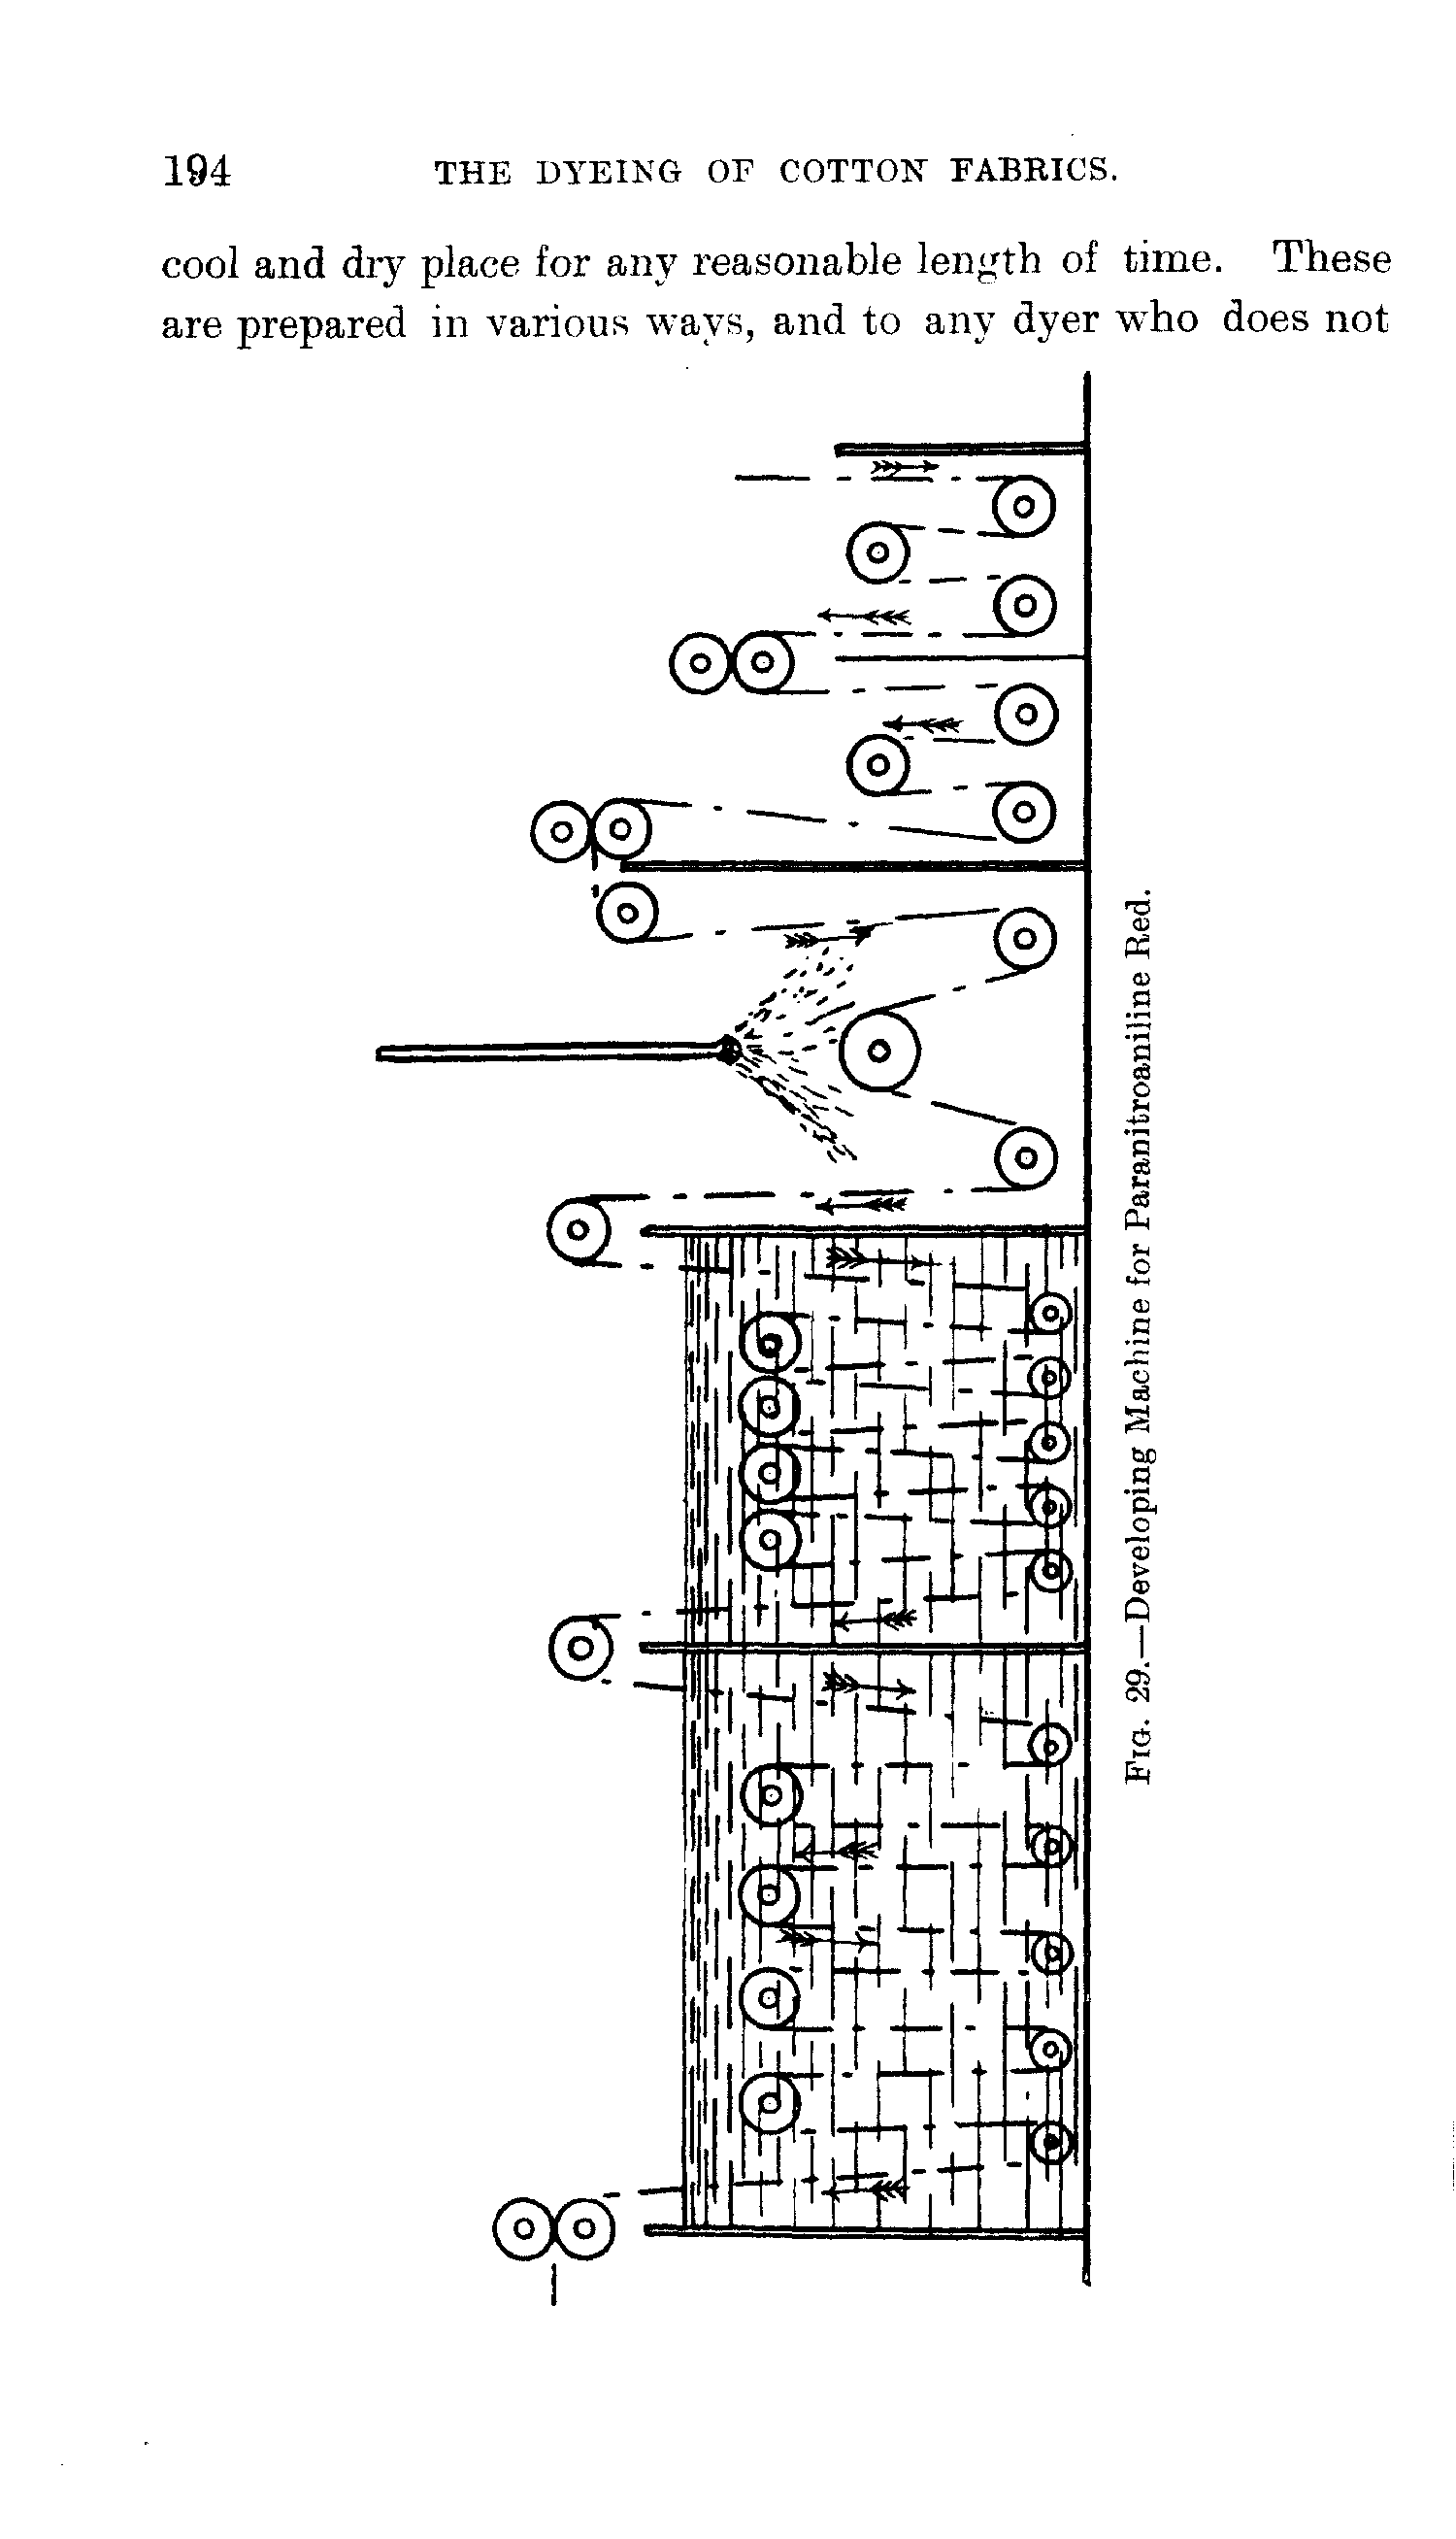 194 THE DYEING OF COTTON FABRICS.
cool and dry place for any reasonable length of time. These
are prepared in various ways, and to any dyer who does not
FIG. 29.—Developing Machine for Paranitroaniline Red.